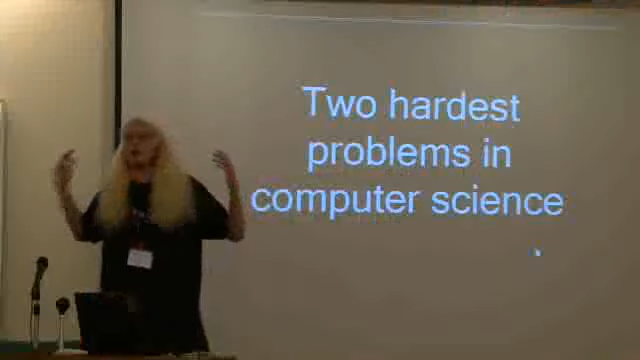 Two hardest
problems in
computer science